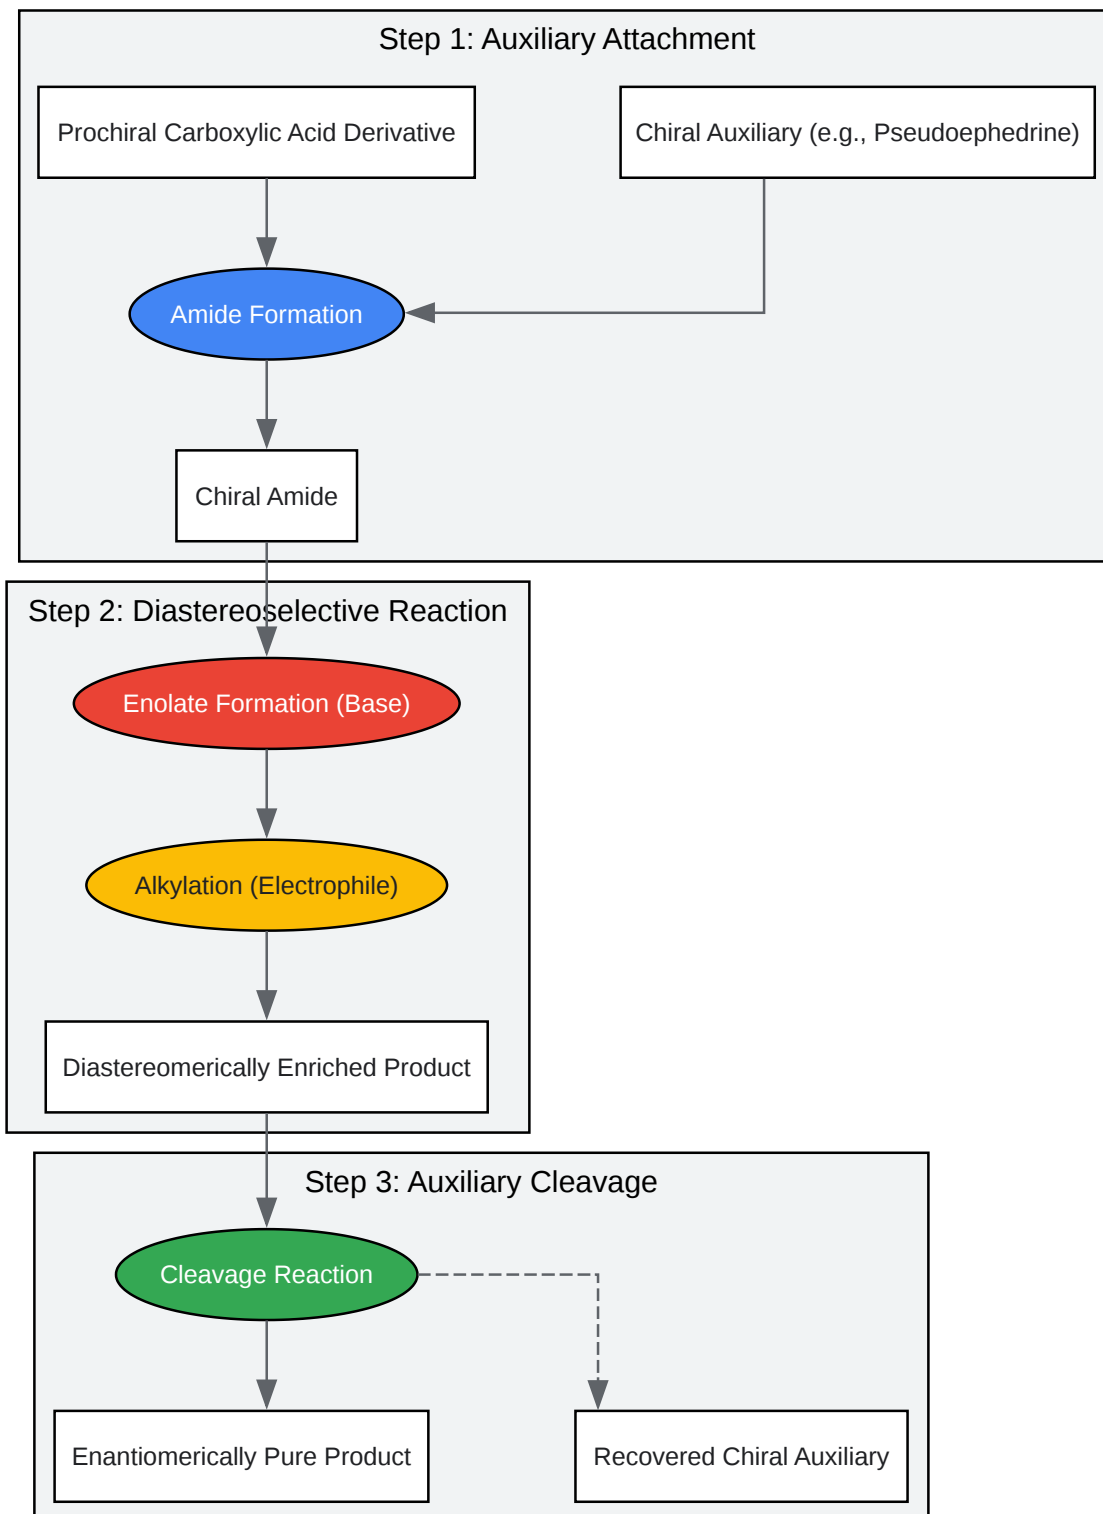 Step 1: Auxiliary Attachment
Prochiral Carboxylic Acid Derivative
Chiral Auxiliary (e.g., Pseudoephedrine)
Amide Formation
Chiral Amide
Step 2: Diastereoselective Reaction
Enolate Formation (Base)
Alkylation (Electrophile)
Diastereomerically Enriched Product
Step 3: Auxiliary Cleavage
Cleavage Reaction
Enantiomerically Pure Product
Recovered Chiral Auxiliary